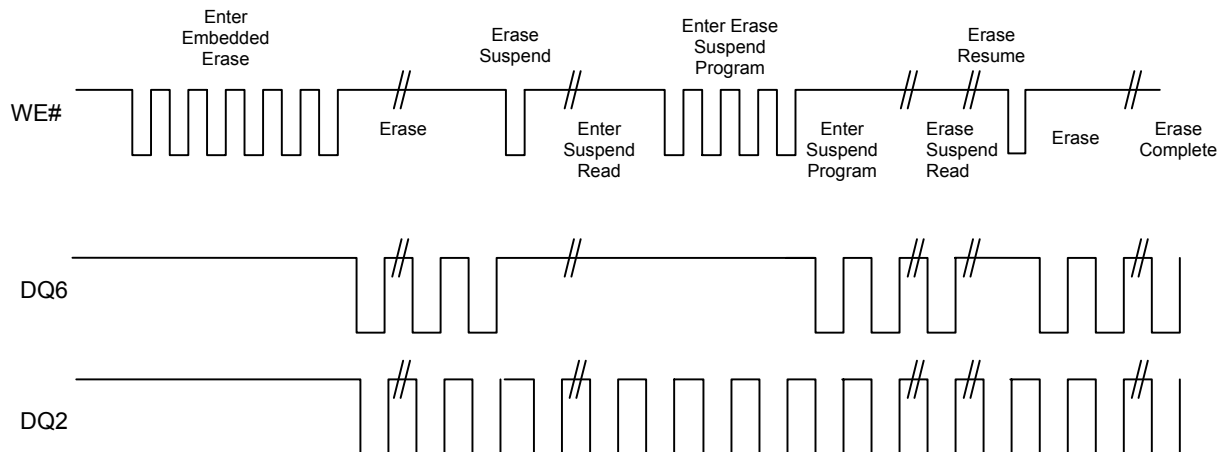 Enter
Embedded
Erase
Erase
Suspend
Enter Erase
Suspend
Program
Erase
Resume
WE#
Erase
Enter
Suspend
Read
Enter
Suspend
Program
Erase
Suspend
Read
Erase
Erase
Complete
DQ6
DQ2